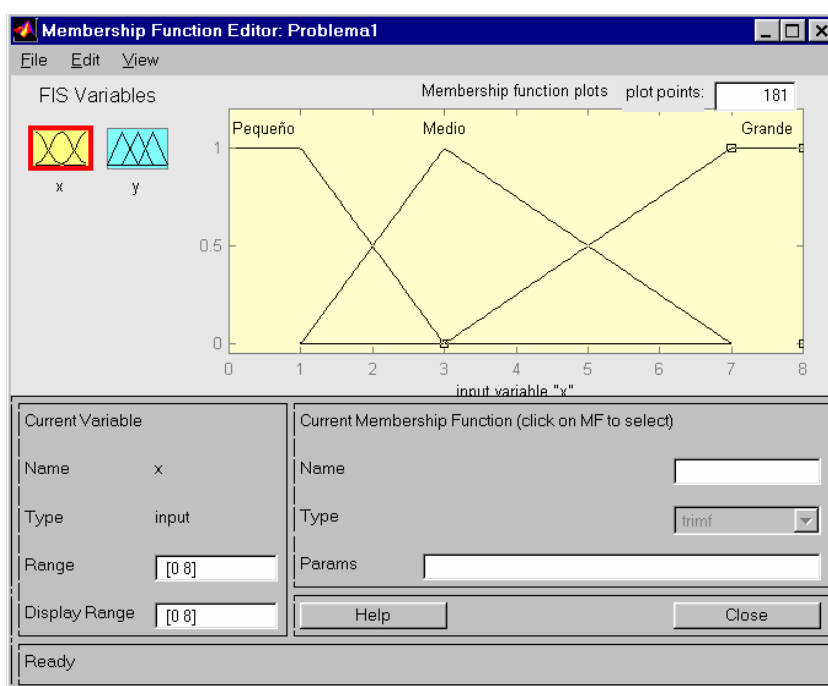 Membership Function Editor: Problema1
File Edit View
FIS Variables
Membership function plots plot points: 181
Pequeño Medio Grande
1
x y
0.5
0
0 1 2 3 4 5 6 7 8
input variable "x"
Current Variable
Name x
Type input
Range [0 8]
Display Range [0 8]
Current Membership Function (click on MF to select)
Name
Type trimf
Params
Help Close
Ready